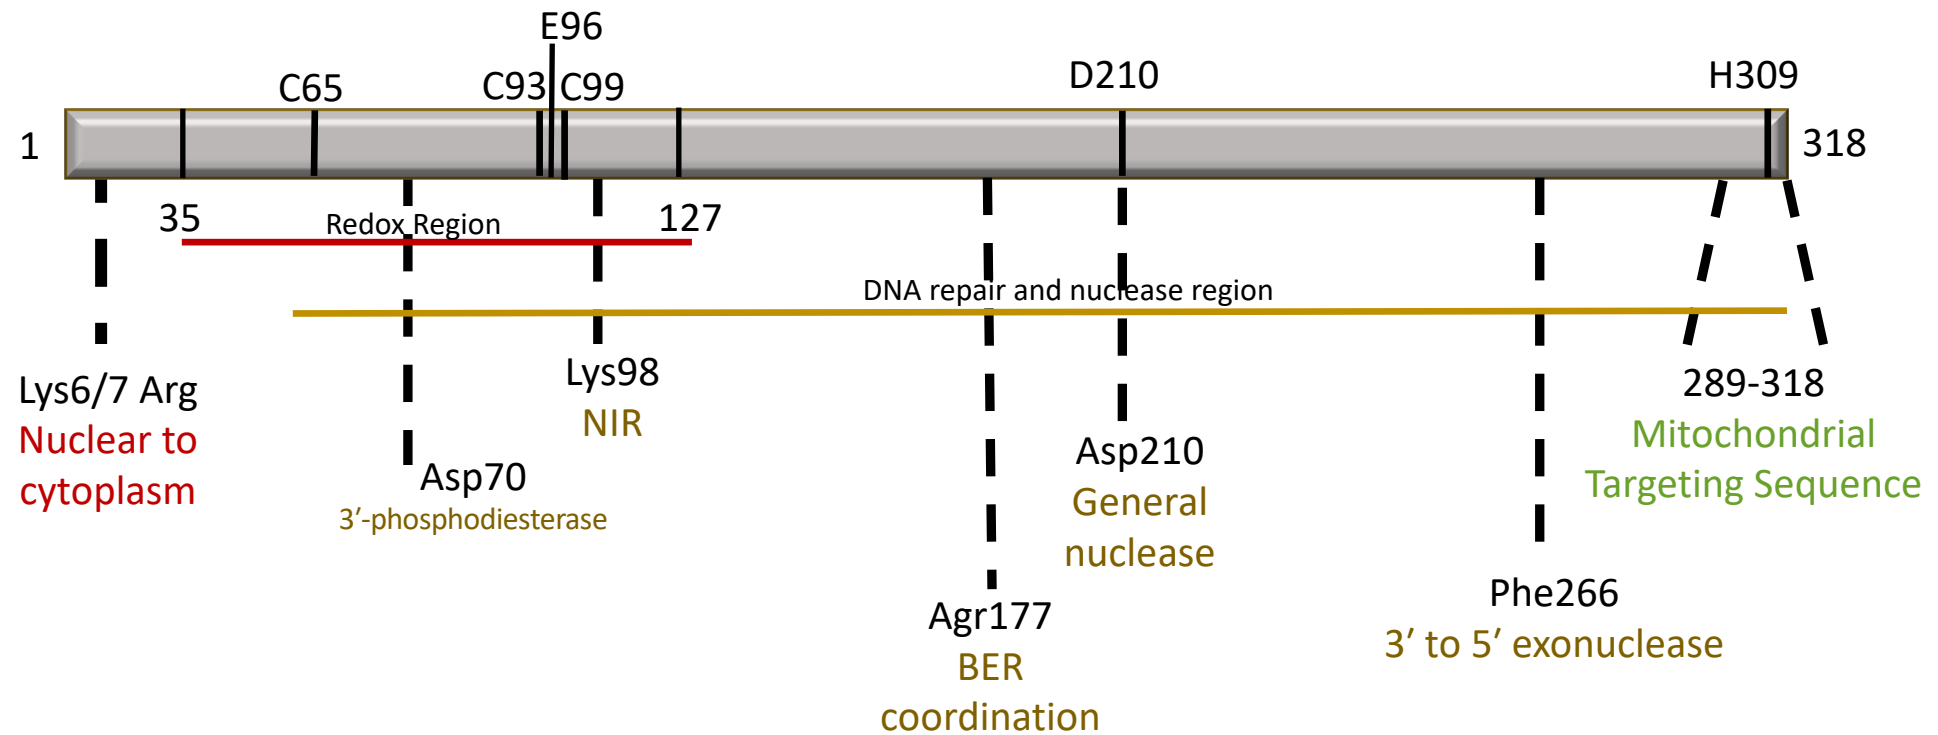 E96
C65
C93
C99
D210
H309
1
318
35
Redox Region
127
DNA repair and nuclease region
Lys6/7 Arg
Nuclear to
cytoplasm
Asp70
3′-phosphodiesterase
Lys98
NIR
Agr177
BER
coordination
Asp210
General
nuclease
Phe266
3′ to 5′ exonuclease
289-318
Mitochondrial
Targeting Sequence